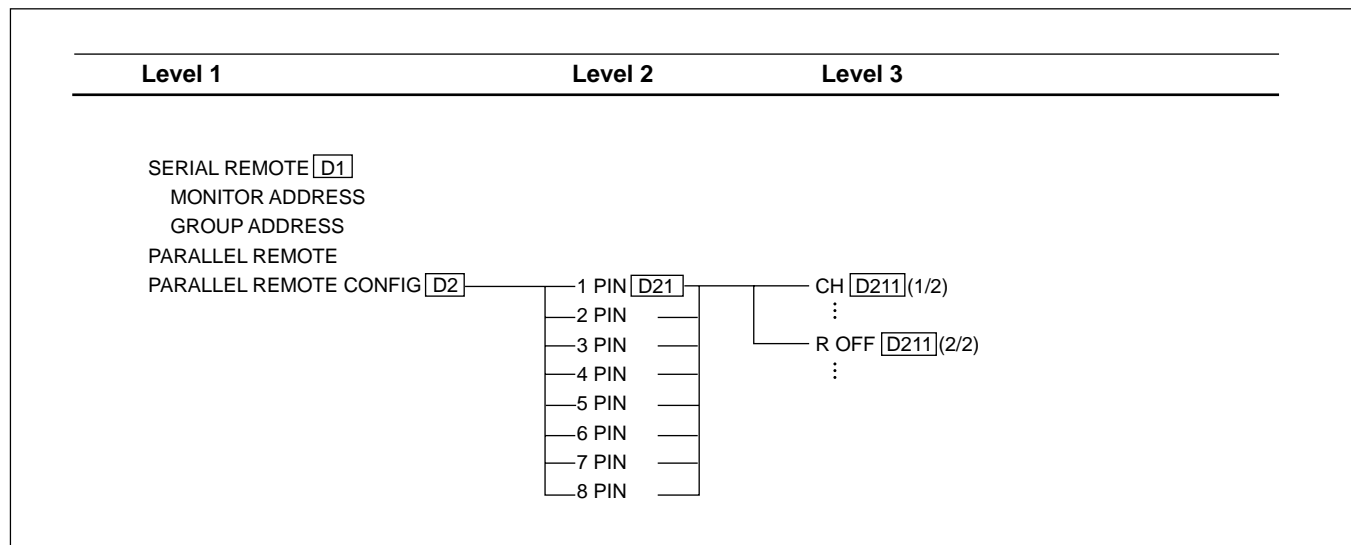 Level 1 Level 2 Level 3
SERIAL REMOTE D1
MONITOR ADDRESS
GROUP ADDRESS
PARALLEL REMOTE
PARALLEL REMOTE CONFIG D2 1 PIN D21 CH D211 (1/2)
2 PIN
3 PIN R OFF D211 (2/2)
4 PIN
5 PIN
6 PIN
7 PIN
8 PIN